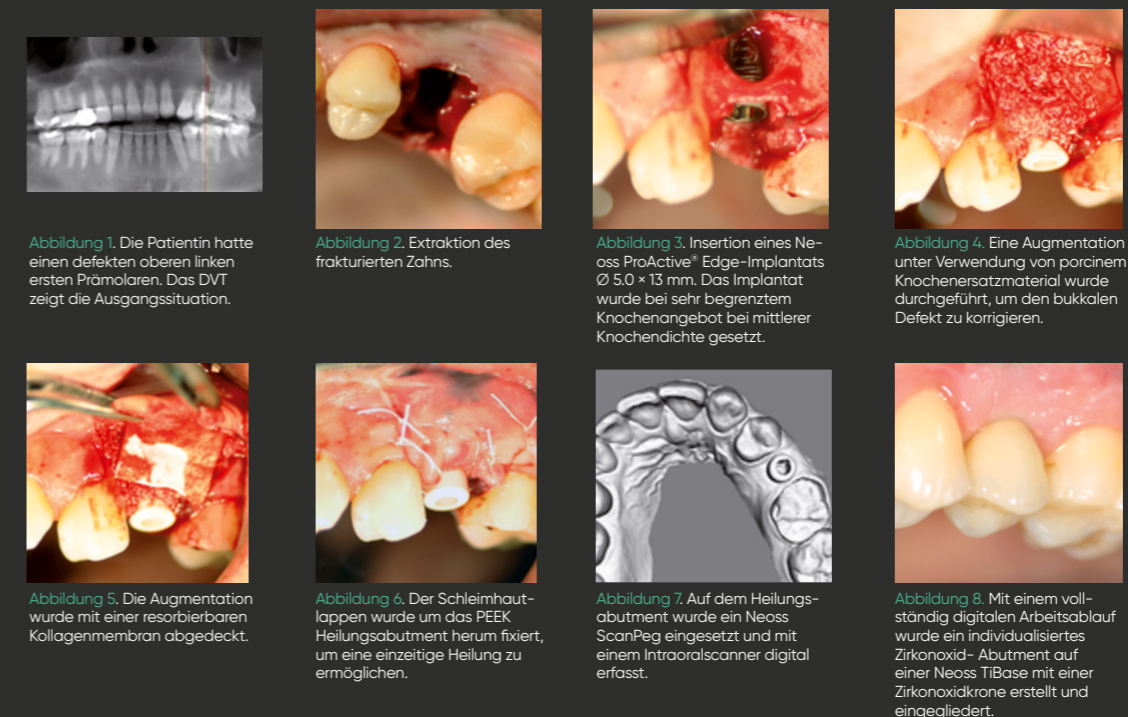 Abbildung 1. Die Patientin hatte
einen defekten oberen linken
ersten Prämolaren. Das DVT
zeigt die Ausgangssituation.
Abbildung 2. Extraktion des
frakturierten Zahns.
Abbildung 3. Insertion eines Ne-
oss ProActive® Edge-Implantats
Ø 5.0 × 13 mm. Das Implantat
wurde bei sehr begrenztem
Knochenangebot bei mittlerer
Knochendichte gesetzt.
Abbildung 4. Eine Augmentation
unter Verwendung von porcinem
Knochenersatzmaterial wurde
durchgeführt, um den bukkalen
Defekt zu korrigieren.
Abbildung 5. Die Augmentation
wurde mit einer resorbierbaren
Kollagenmembran abgedeckt.
Abbildung 6. Der Schleimhaut-
lappen wurde um das PEEK
Heilungsabutment herum fixiert,
um eine einzeitige Heilung zu
ermöglichen.
Abbildung 7. Auf dem Heilungs-
abutment wurde ein Neoss
ScanPeg eingesetzt und mit
einem Intraoralscanner digital
erfasst.
Abbildung 8. Mit einem voll-
ständig digitalen Arbeitsablauf
wurde ein individualisiertes
Zirkonoxid- Abutment auf
einer Neoss TiBase mit einer
Zirkonoxidkrone erstellt und
eingegliedert.